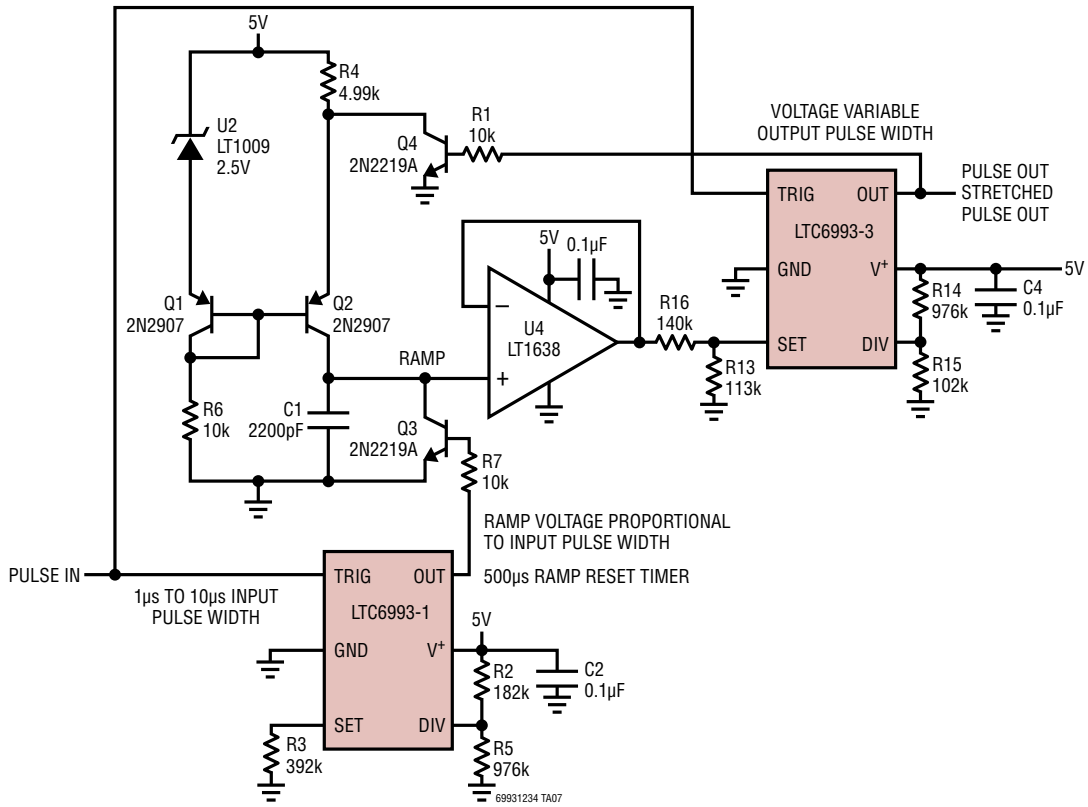 5V
R4
4.99k
U2
LT1009
2.5V
Q4
2N2219A
R1
10k
VOLTAGE VARIABLE
OUTPUT PULSE WIDTH
TRIG
OUT
PULSE OUT
STRETCHED
PULSE OUT
LTC6993-3
GND
V+
5V
R14
976k
C4
0.1µF
SET
DIV
R15
102k
Q1
2N2907
Q2
2N2907
5V
0.1µF
−
+
U4
LT1638
R16
140k
R13
113k
RAMP
R6
10k
C1
2200pF
Q3
2N2219A
R7
10k
RAMP VOLTAGE PROPORTIONAL
TO INPUT PULSE WIDTH
500µs RAMP RESET TIMER
PULSE IN
1µs TO 10µs INPUT
PULSE WIDTH
TRIG
OUT
LTC6993-1
GND
V+
5V
R2
182k
C2
0.1µF
SET
DIV
R3
392k
R5
976k
69931234 TA07